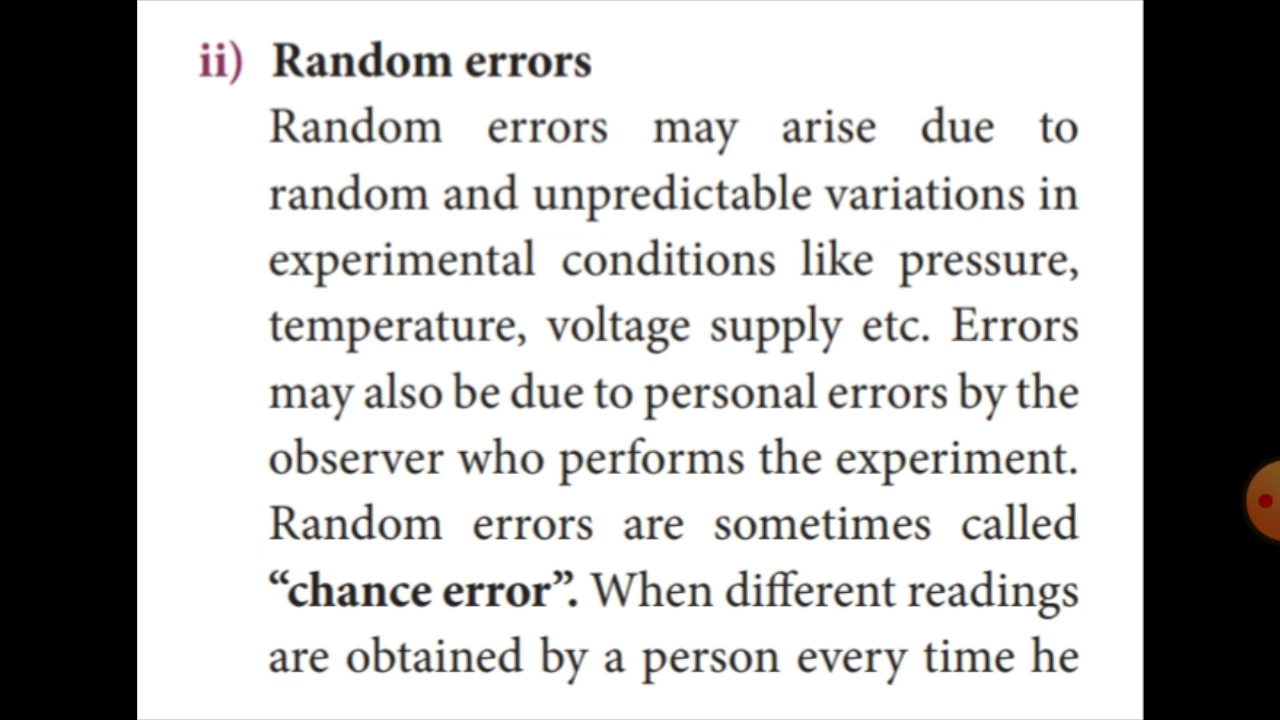 ii) Random errors
Random errors may arise due to
random and unpredictable variations in
experimental conditions like pressure,
temperature, voltage supply etc. Errors
may also be due to personal errors by the
observer who performs the experiment.
Random errors are sometimes called
“chance error”. When different readings
are obtained by a person every time he